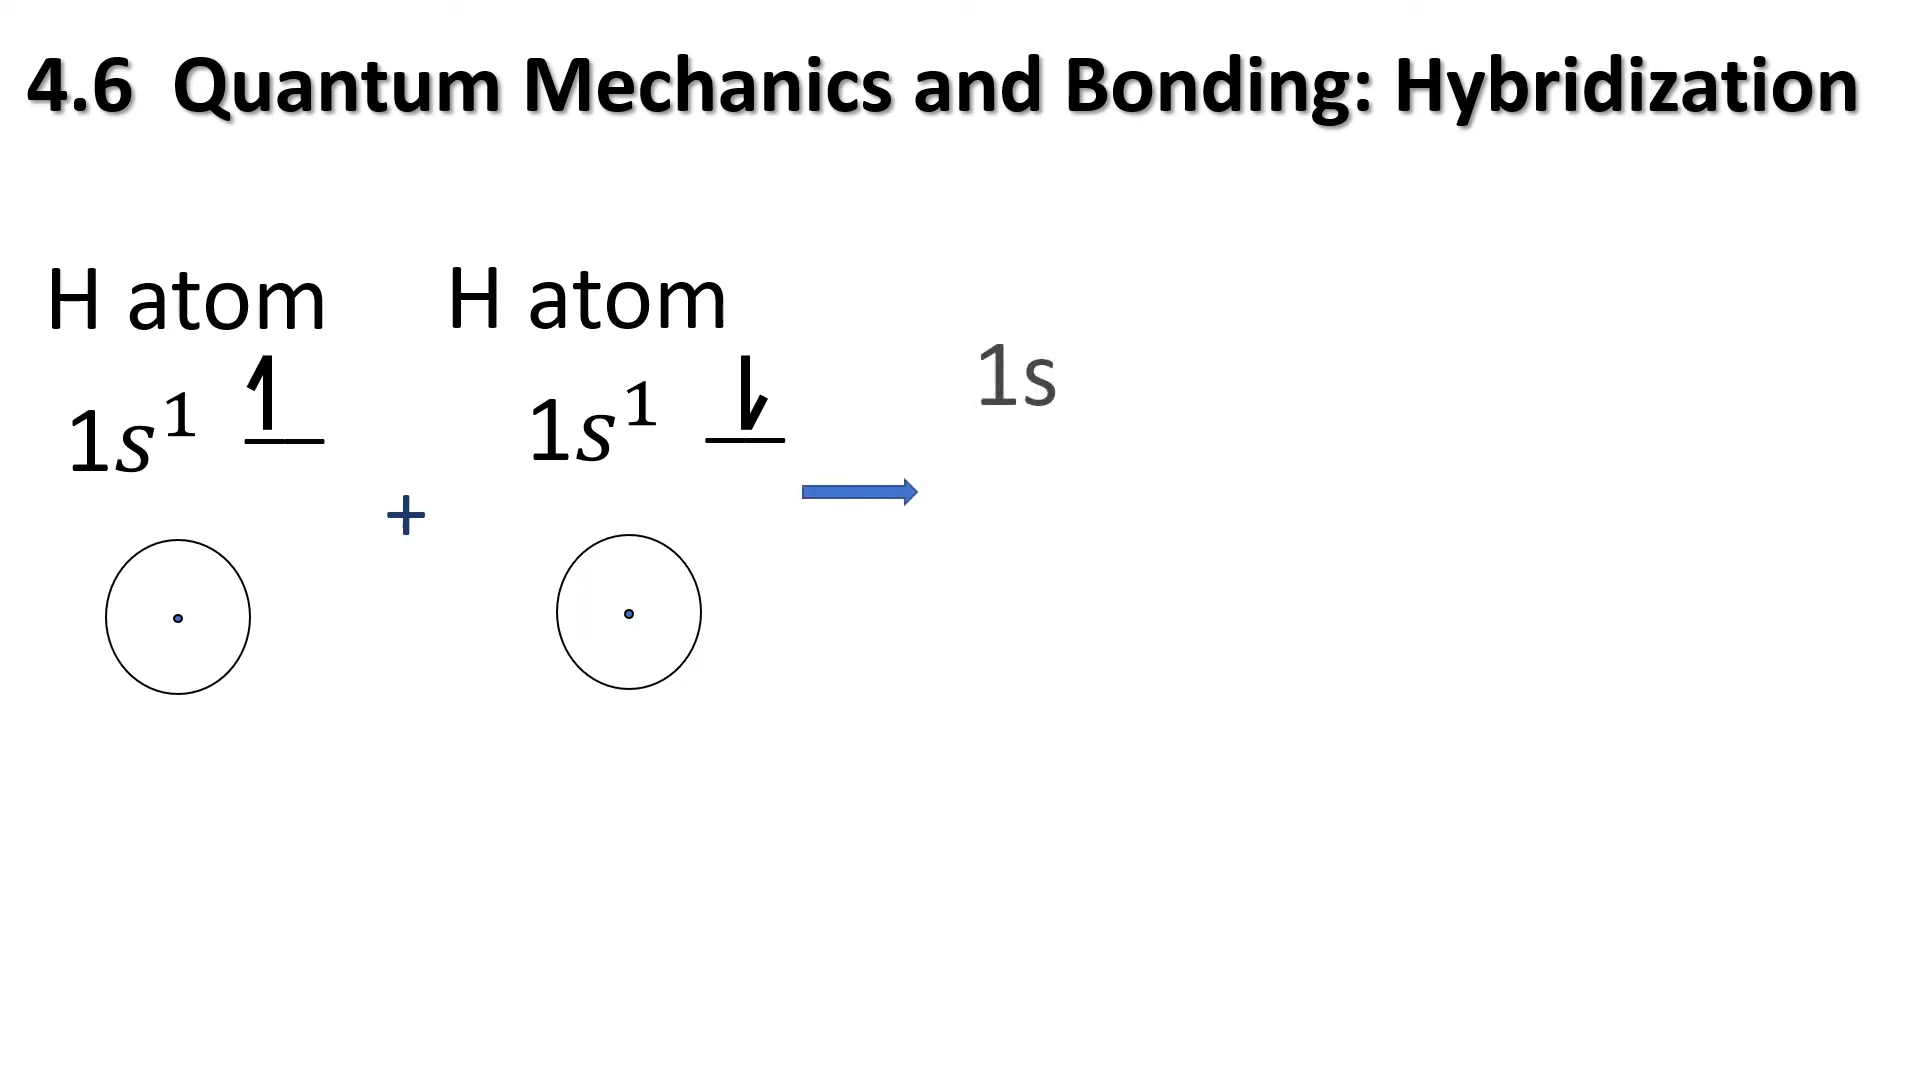 4.6 Quantum Mechanics and Bonding: Hybridization
H atom H atom
1s
1s¹ 1s¹
+